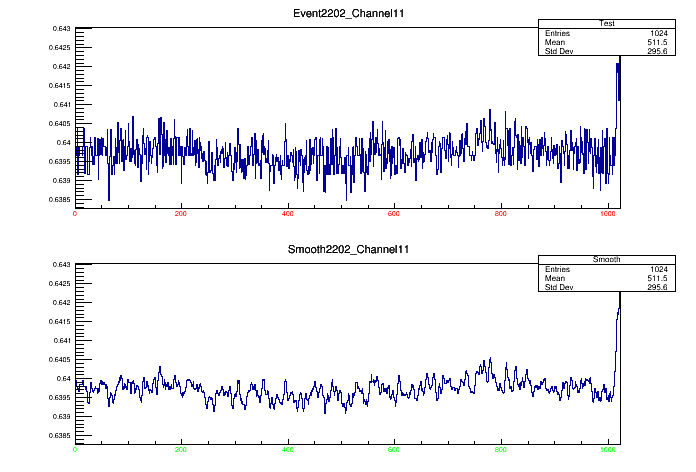 Event2202_Channel11
Test
Entries 1024
Mean 511.5
Std Dev 295.6
0.643
0.6425
0.642
0.6415
0.641
0.6405
0.64
0.6395
0.639
0.6385
0 200 400 600 800 1000
Smooth2202_Channel11
Smooth
Entries 1024
Mean 511.5
Std Dev 295.6
0.643
0.6425
0.642
0.6415
0.641
0.6405
0.64
0.6395
0.639
0.6385
0 200 400 600 800 1000